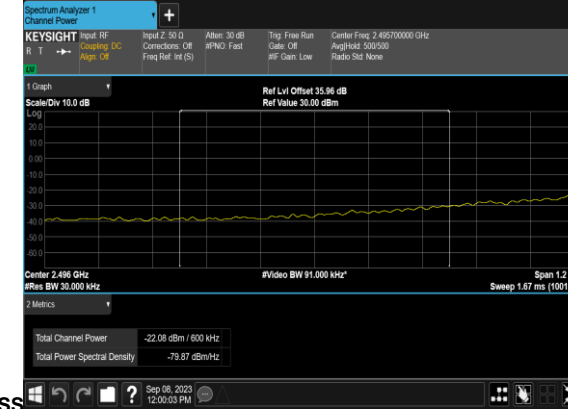 Spectrum Analyzer 1
Channel Power
KEYSIGHT
R T
LV
Input: RF
Coupling: DC
Align: Off
Input Z: 50 Ω
Corrections: Off
Freq Ref: Int (S)
Atten: 30 dB
#PNO: Fast
Trig: Free Run
Gate: Off
#IF Gain: Low
Center Freq: 2.495700000 GHz
Avg|Hold: 500/500
Radio Std: None
1 Graph
Scale/Div 10.0 dB
Ref Lvl Offset 35.96 dB
Ref Value 30.00 dBm
Log
20.0
10.0
0.00
-10.0
-20.0
-30.0
-40.0
-50.0
-60.0
Center 2.496 GHz
#Res BW 30.000 kHz
#Video BW 91.000 kHz*
Span 1.2
Sweep 1.67 ms (1001
2 Metrics
Total Channel Power -22.08 dBm / 600 kHz
Total Power Spectral Density -79.87 dBm/Hz
ss
?
Sep 08, 2023
12:00:03 PM